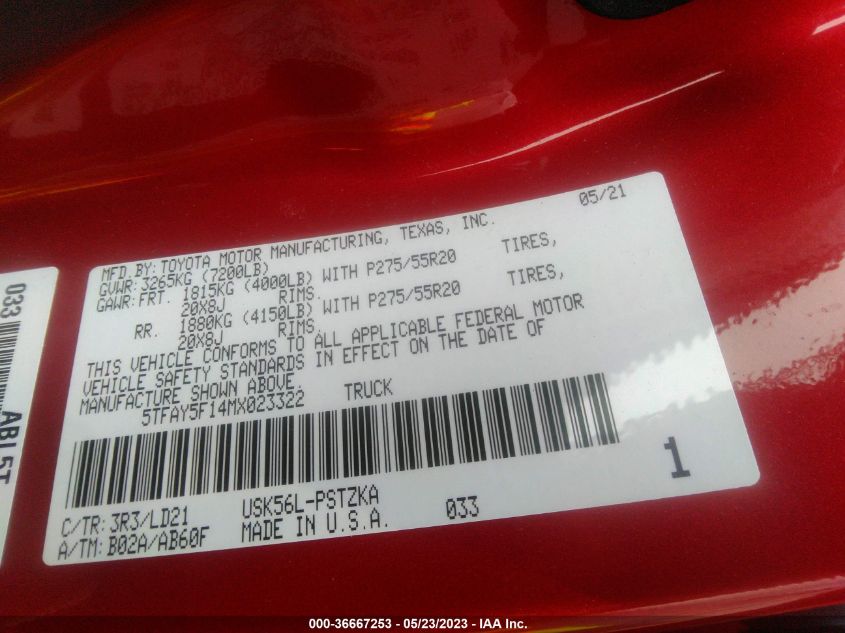 05/21
MFD.BY: TOYOTA MOTOR MANUFACTURING, TEXAS, INC.
GVWR: 3265KG (7200LB)
GAWR: FRT. 1815KG (4000LB) WITH P275/55R20 TIRES,
20X8J RIMS.
RR. 1880KG (4150LB) WITH P275/55R20 TIRES,
20X8J RIMS.
THIS VEHICLE CONFORMS TO ALL APPLICABLE FEDERAL MOTOR
VEHICLE SAFETY STANDARDS IN EFFECT ON THE DATE OF
MANUFACTURE SHOWN ABOVE.
5TFAY5F14MX023322 TRUCK
1
C/TR: 3R3/LD21 USK56L-PSTZKA
A/TM: B02A/AB60F MADE IN U.S.A. 033
033
000-36667253 - 05/23/2023 - IAA Inc.